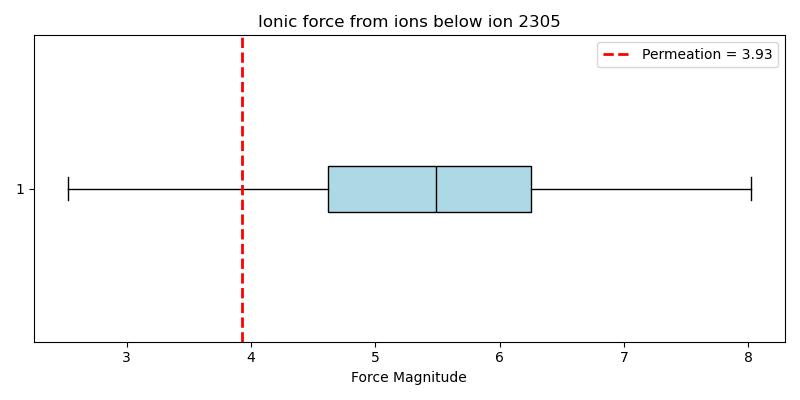 Ionic force from ions below ion 2305
Permeation = 3.93
1
3 4 5 6 7 8
Force Magnitude